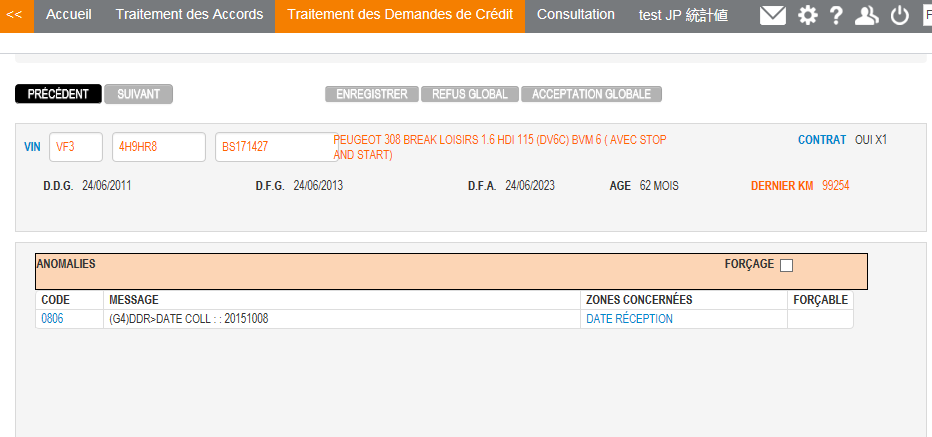 << Accueil Traitement des Accords Traitement des Demandes de Crédit Consultation test JP 統計値
PRÉCÉDENT SUIVANT ENREGISTRER REFUS GLOBAL ACCEPTATION GLOBALE
VIN VF3 4H9HR8 BS171427 PEUGEOT 308 BREAK LOISIRS 1.6 HDI 115 (DV6C) BVM 6 ( AVEC STOP CONTRAT OUI X1
AND START)
D.D.G. 24/06/2011 D.F.G. 24/06/2013 D.F.A. 24/06/2023 AGE 62 MOIS DERNIER KM 99254
ANOMALIES FORÇAGE
CODE MESSAGE ZONES CONCERNÉES FORÇABLE
0806 (G4)DDR>DATE COLL : : 20151008 DATE RÉCEPTION